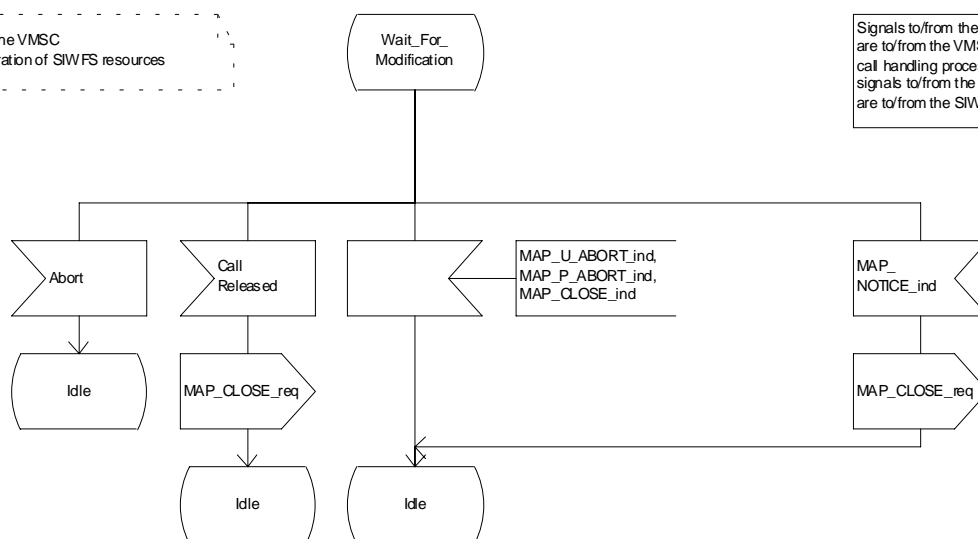 he VMSC
ation of SIWFS resources
Wait_For_
Modification
Signals to/from the
are to/from the VMS
call handling proce
signals to/from the
are to/from the SIW
Abort
Call
Released
MAP_U_ABORT_ind,
MAP_P_ABORT_ind,
MAP_CLOSE_ind
MAP_
NOTICE_ind
Idle
MAP_CLOSE_req
MAP_CLOSE_req
Idle
Idle